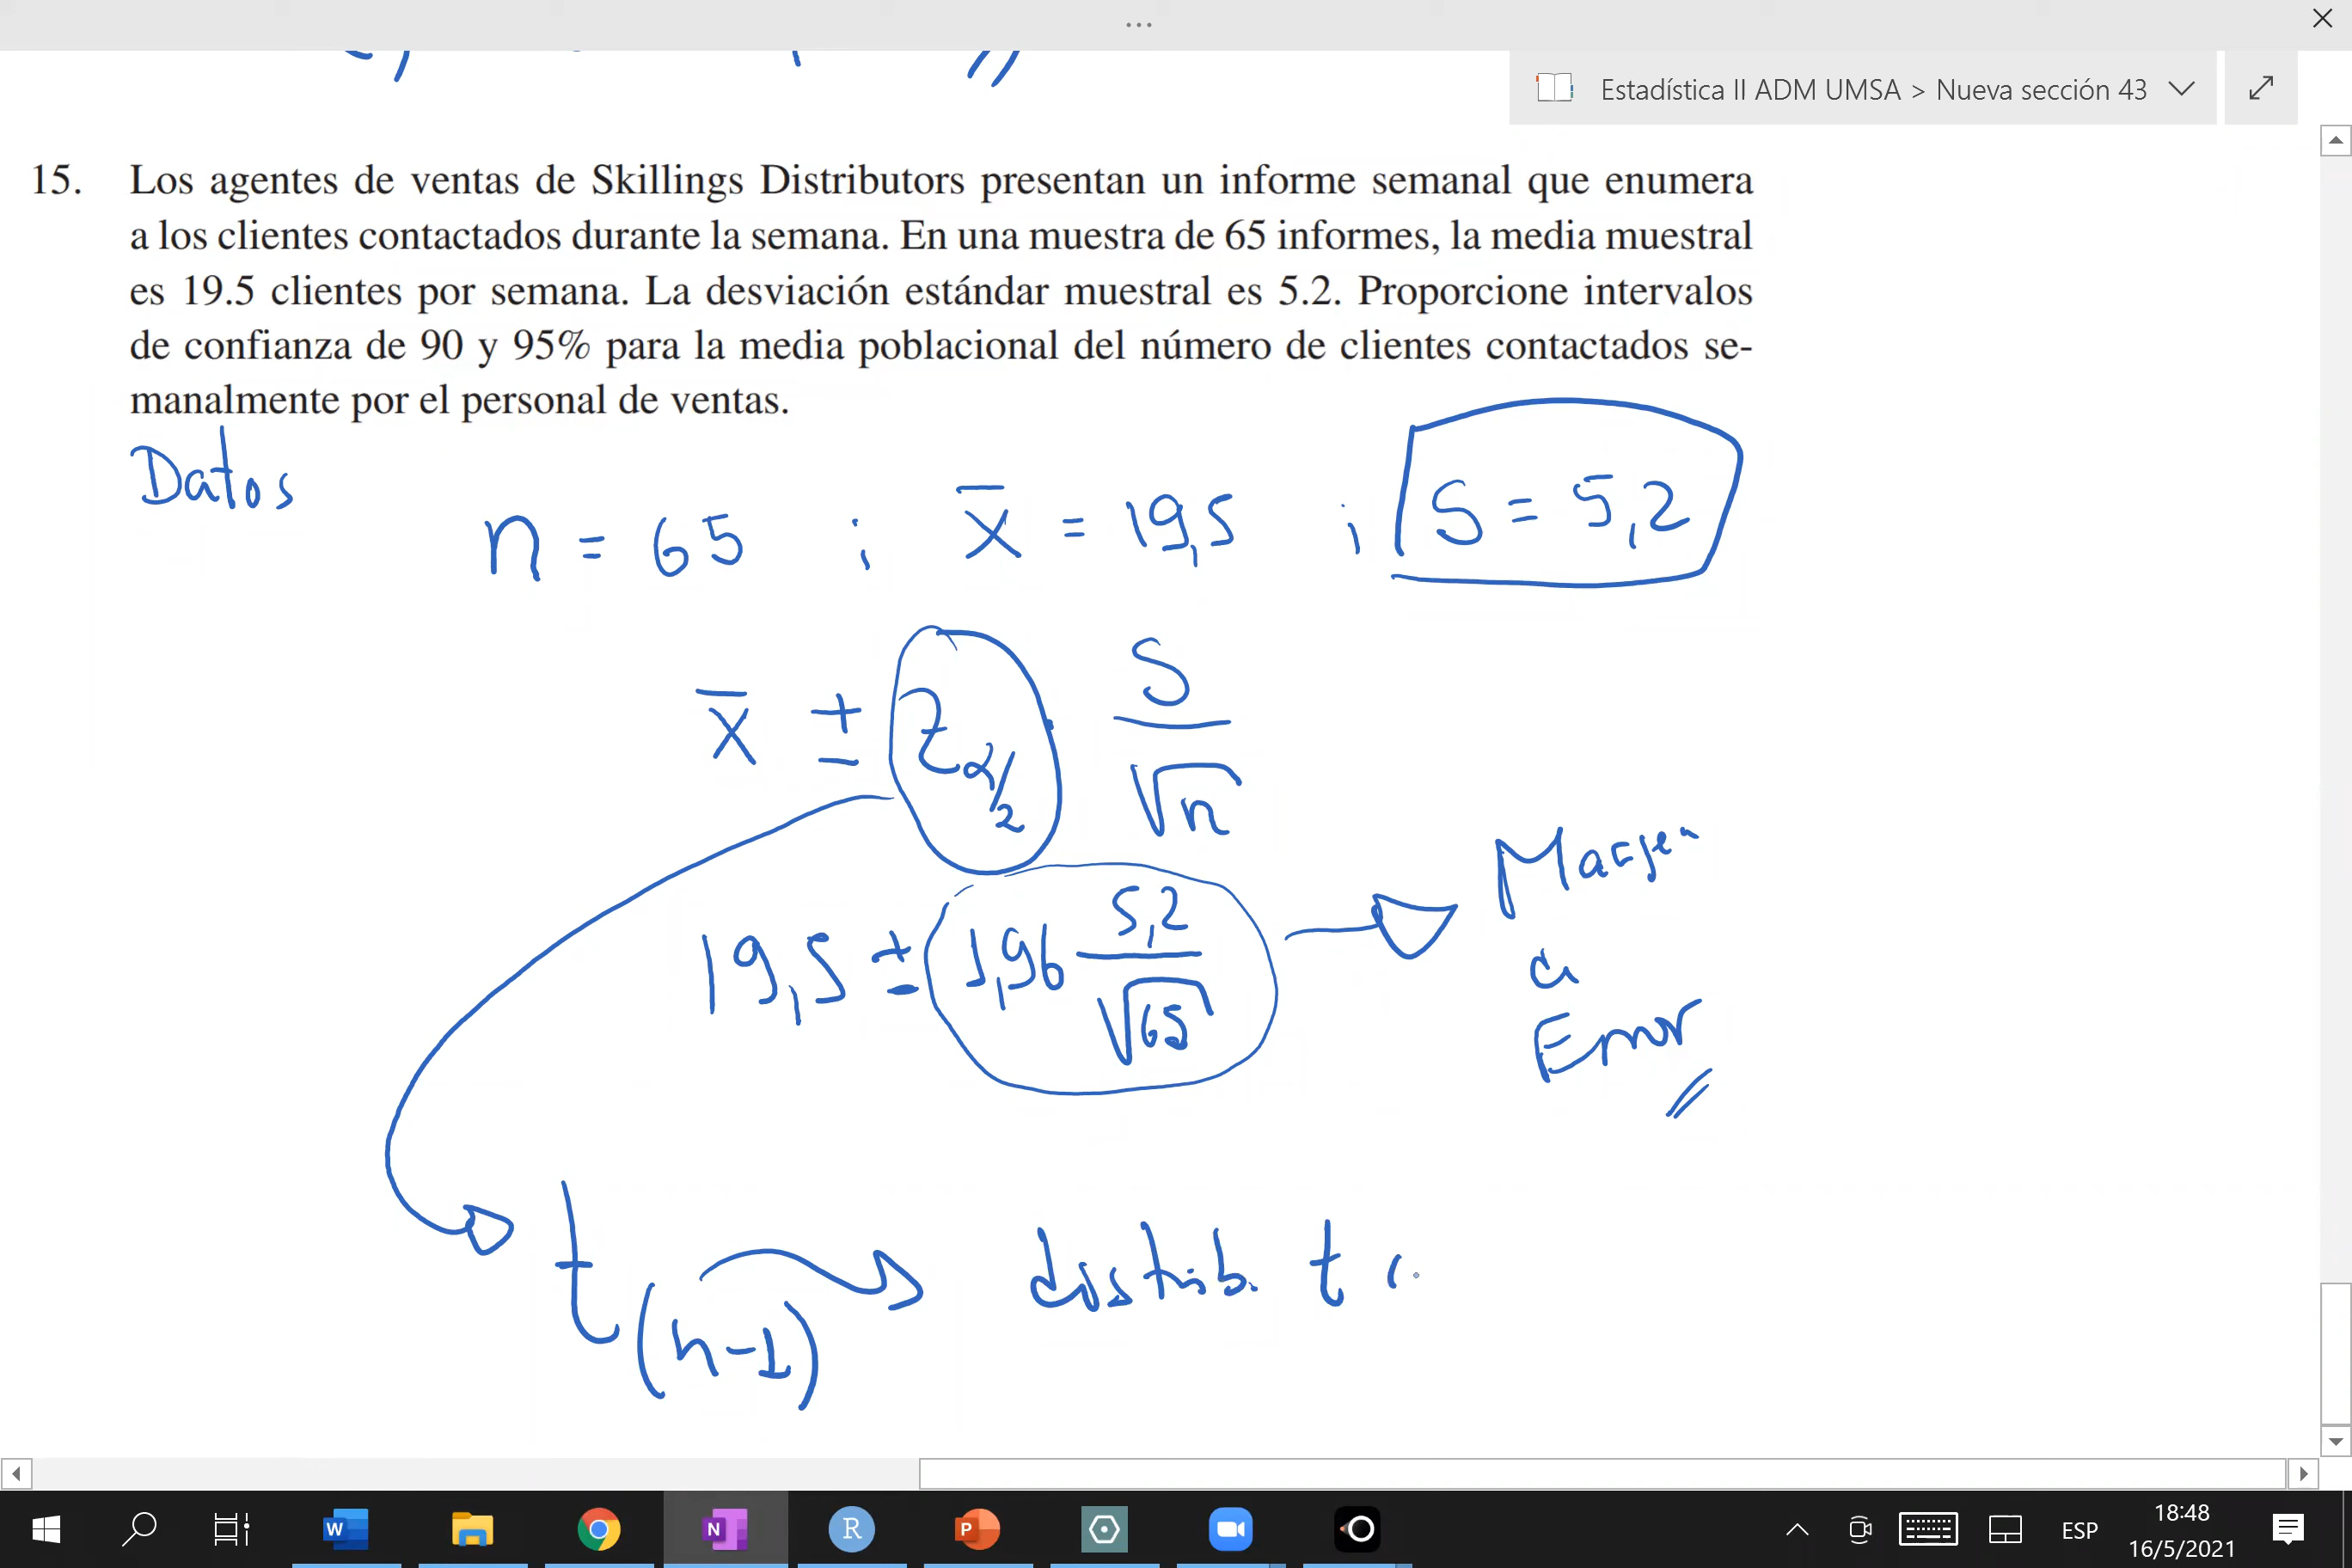 Estadística II ADM UMSA > Nueva sección 43
15. Los agentes de ventas de Skillings Distributors presentan un informe semanal que enumera
a los clientes contactados durante la semana. En una muestra de 65 informes, la media muestral
es 19.5 clientes por semana. La desviación estándar muestral es 5.2. Proporcione intervalos
de confianza de 90 y 95% para la media poblacional del número de clientes contactados se-
manalmente por el personal de ventas.
Datos
n = 65 ; x̄ = 19,5 ; S = 5,2
x̄ ± z α/2 · S/√n
19,5 ± 1,96 5,2/√65
Margen
de
Error
t (n-1) distrib. t
18:48
ESP
16/5/2021